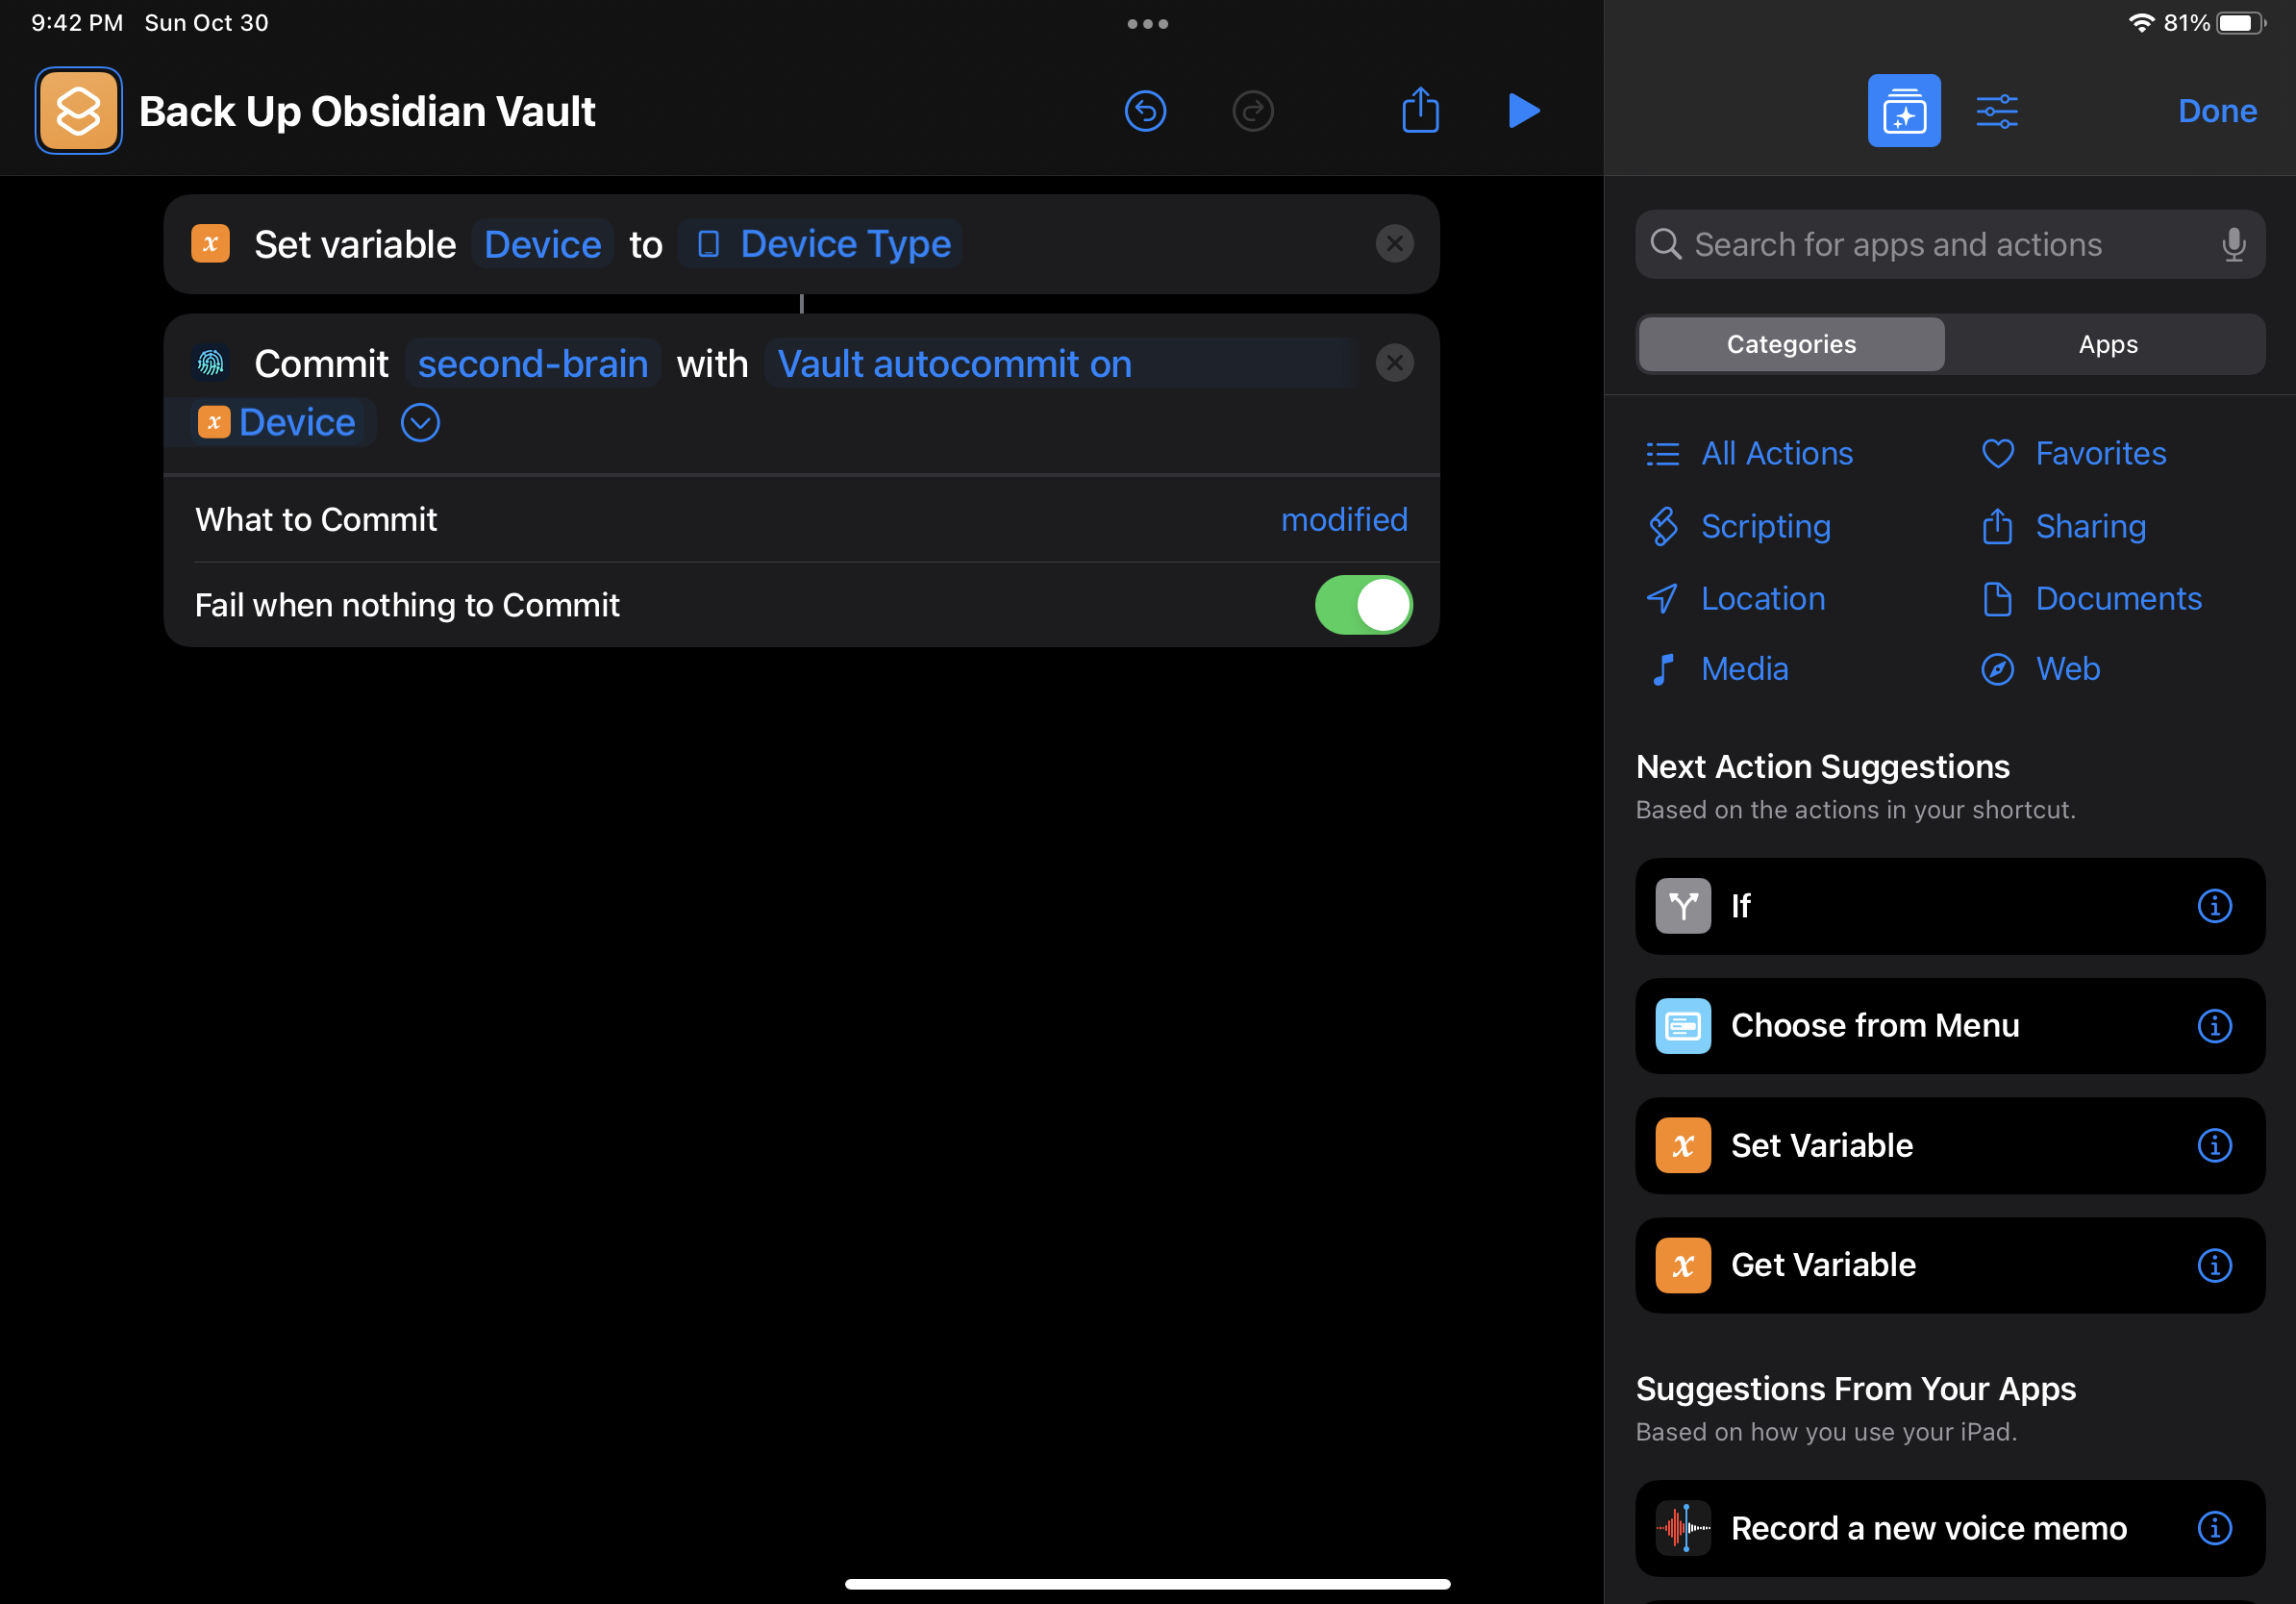 9:42 PM Sun Oct 30
81%
Back Up Obsidian Vault
Done
Set variable Device to Device Type
Commit second-brain with Vault autocommit on
Device
What to Commit modified
Fail when nothing to Commit
Search for apps and actions
Categories Apps
All Actions Favorites
Scripting Sharing
Location Documents
Media Web
Next Action Suggestions
Based on the actions in your shortcut.
If
Choose from Menu
Set Variable
Get Variable
Suggestions From Your Apps
Based on how you use your iPad.
Record a new voice memo